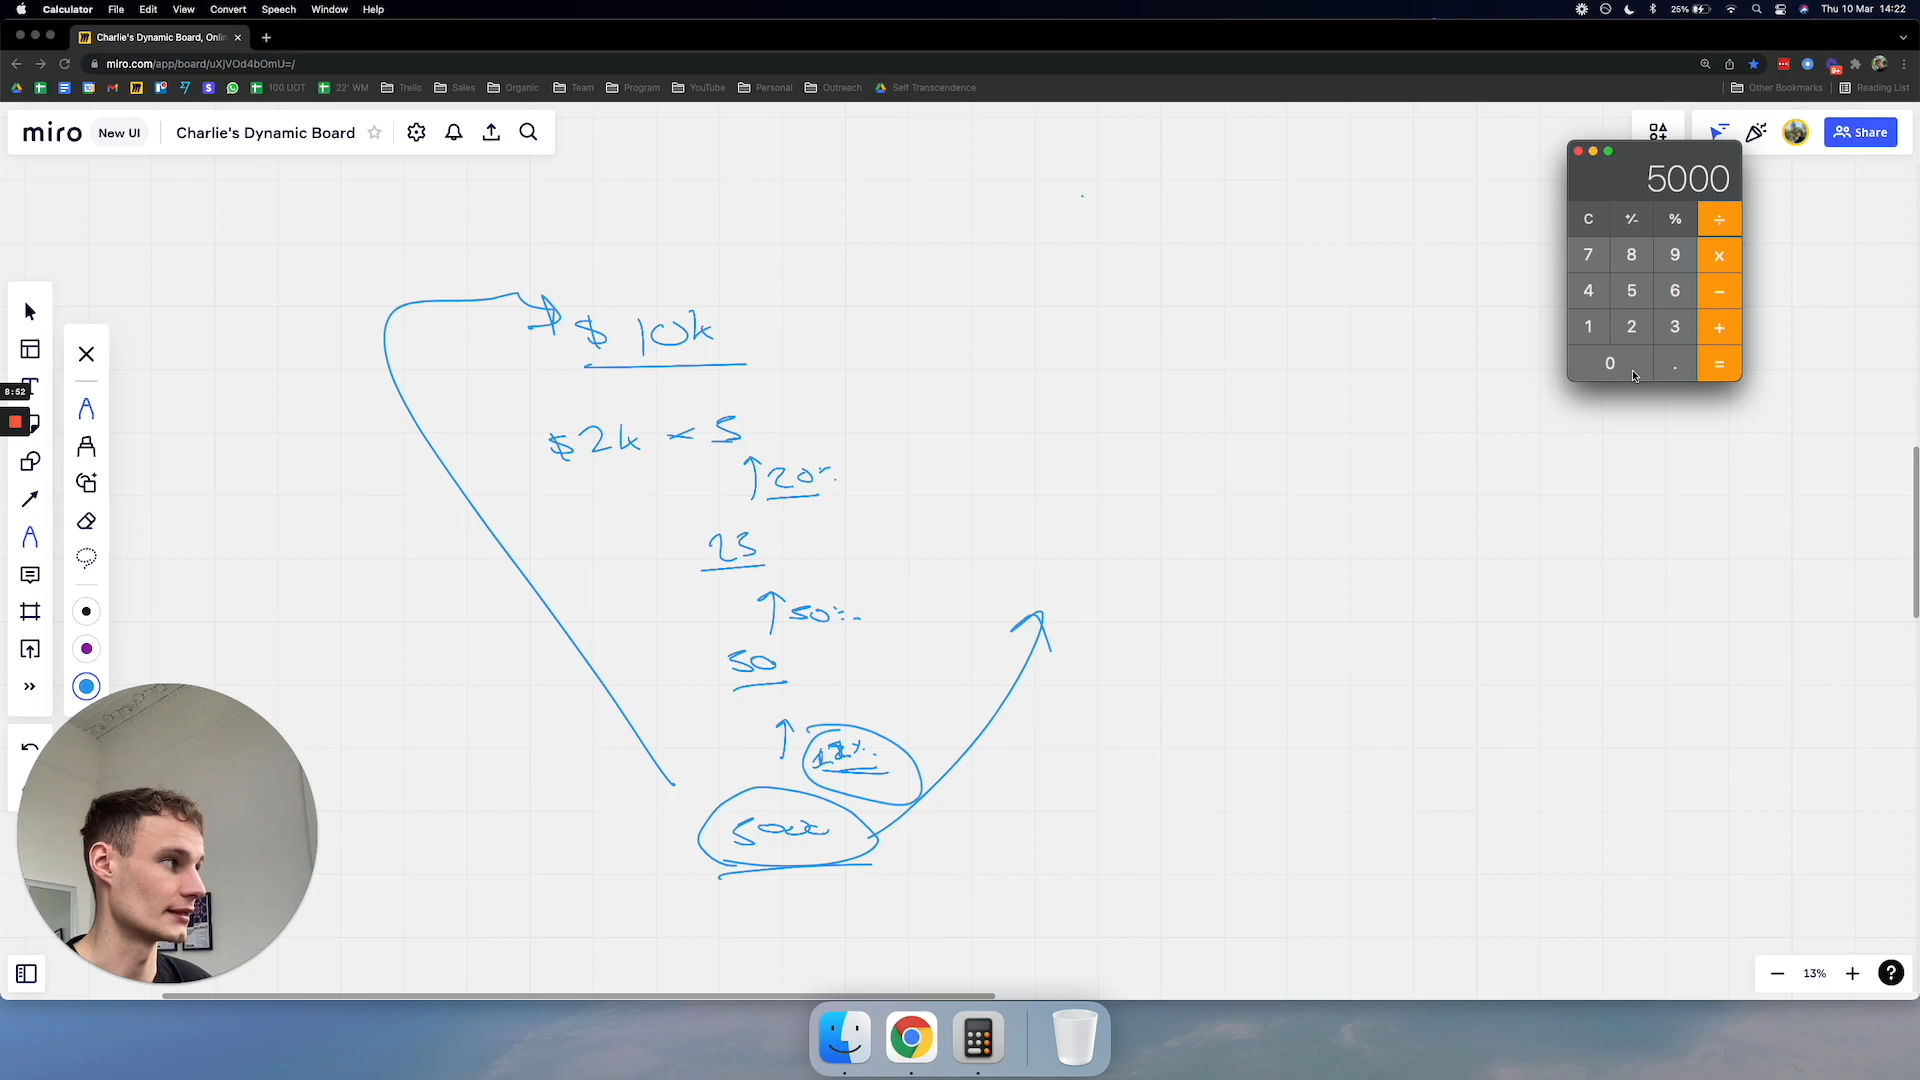 Calculator File Edit View Convert Speech Window Help 25% Thu 10 Mar 14:22
Charlie's Dynamic Board, Onli
miro.com/app/board/uXjVOd4bOmU=/
100 UOT 22' WM Trello Sales Organic Team Program YouTube Personal Outreach Self Transcendence Other Bookmarks Reading List
miro New UI Charlie's Dynamic Board Share
5000
C +/- % ÷
7 8 9 x
4 5 6 −
1 2 3 +
0 . =
$ 10k
8:52
$2k × 5
20%
25
50%
50
5000
13%